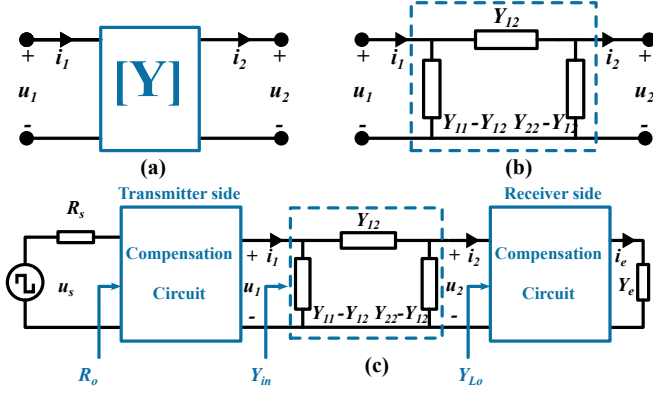 Y12
+ i1 i2 + + i1 i2 +
u1 [Y] u2 u1 u2
- - - Y11-Y12 Y22-Y12 -
(a) (b)
Transmitter side Receiver side
Rs Y12
Compensation + i1 + i2 Compensation ie
us Circuit u1 u2 Circuit Ye
- Y11-Y12 Y22-Y12 -
Ro Yin (c) YLo